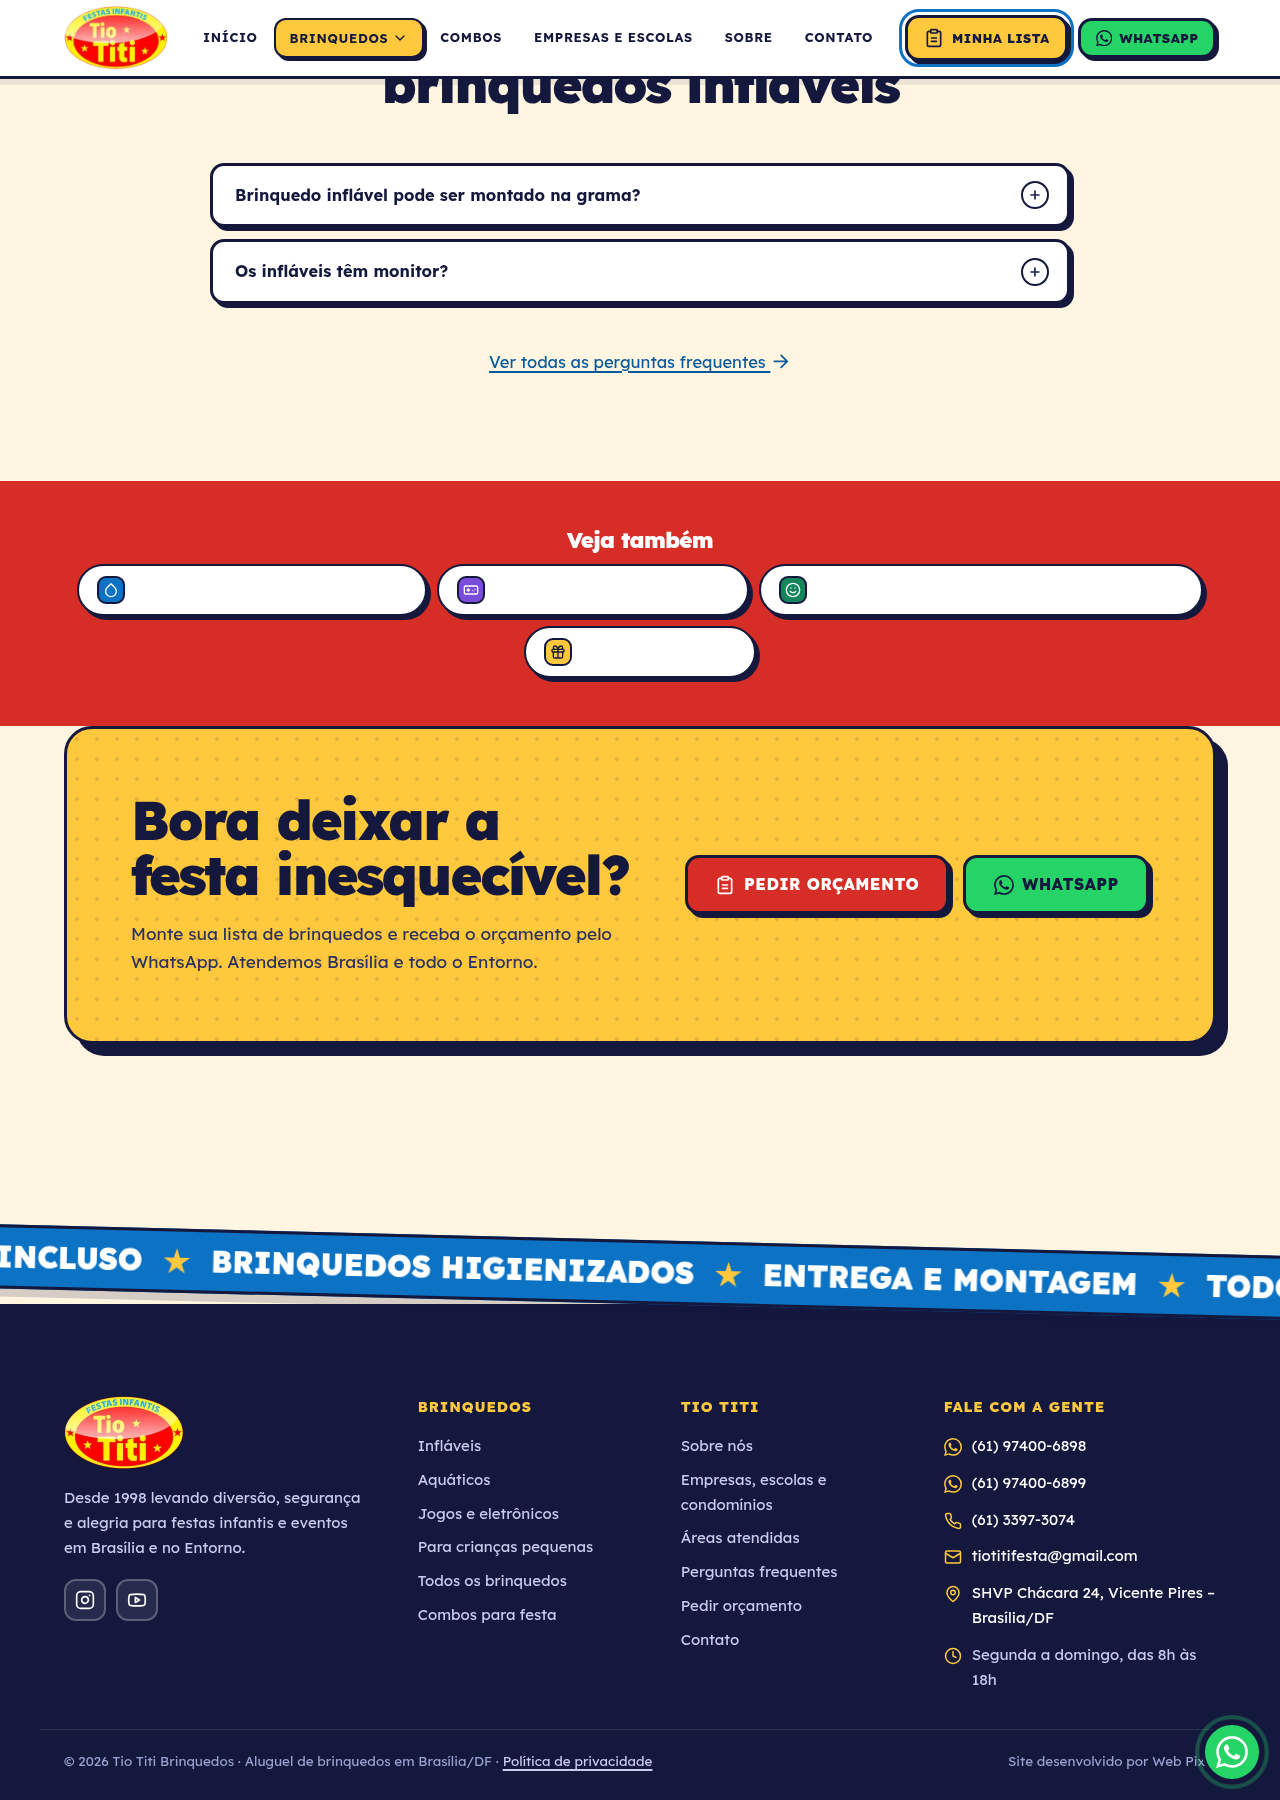 FESTAS INFANTIS
Tio
Titi
INÍCIO
BRINQUEDOS
COMBOS
EMPRESAS E ESCOLAS
SOBRE
CONTATO
MINHA LISTA
WHATSAPP
brinquedos infláveis
Brinquedo inflável pode ser montado na grama?
Os infláveis têm monitor?
Ver todas as perguntas frequentes
Veja também
Bora deixar a
festa inesquecível?
Monte sua lista de brinquedos e receba o orçamento pelo
WhatsApp. Atendemos Brasília e todo o Entorno.
PEDIR ORÇAMENTO
WHATSAPP
INCLUSO ★ BRINQUEDOS HIGIENIZADOS ★ ENTREGA E MONTAGEM ★
FESTAS INFANTIS
Tio
Titi
Desde 1998 levando diversão, segurança
e alegria para festas infantis e eventos
em Brasília e no Entorno.
BRINQUEDOS
Infláveis
Aquáticos
Jogos e eletrônicos
Para crianças pequenas
Todos os brinquedos
Combos para festa
TIO TITI
Sobre nós
Empresas, escolas e
condomínios
Áreas atendidas
Perguntas frequentes
Pedir orçamento
Contato
FALE COM A GENTE
(61) 97400-6898
(61) 97400-6899
(61) 3397-3074
tiotitifesta@gmail.com
SHVP Chácara 24, Vicente Pires –
Brasília/DF
Segunda a domingo, das 8h às
18h
© 2026 Tio Titi Brinquedos · Aluguel de brinquedos em Brasília/DF · Política de privacidade
Site desenvolvido por Web